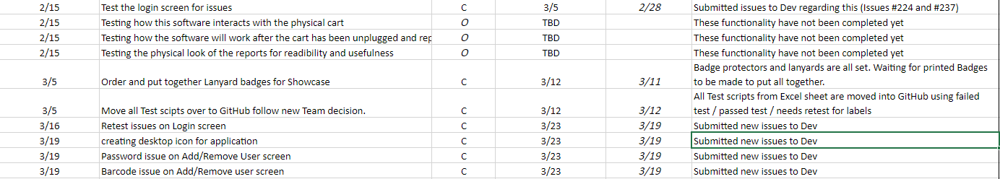 2/15 Test the login screen for issues C 3/5 2/28 Submitted issues to Dev regarding this (Issues #224 and #237)
2/15 Testing how this software interacts with the physical cart O TBD These functionality have not been completed yet
2/15 Testing how the software will work after the cart has been unplugged and rep O TBD These functionality have not been completed yet
2/15 Testing the physical look of the reports for readibility and usefulness O TBD These functionality have not been completed yet
Badge protectors and lanyards are all set. Waiting for printed Badges
3/5 Order and put together Lanyard badges for Showcase C 3/12 3/11 to be made to put all together.
All Test scripts from Excel sheet are moved into GitHub using failed
3/5 Move all Test scipts over to GitHub follow new Team decision. C 3/12 3/12 test / passed test / needs retest for labels
3/16 Retest issues on Login screen C 3/23 3/19 Submitted new issues to Dev
3/19 creating desktop icon for application C 3/23 3/19 Submitted new issues to Dev
3/19 Password issue on Add/Remove User screen C 3/23 3/19 Submitted new issues to Dev
3/19 Barcode issue on Add/Remove user screen C 3/23 3/19 Submitted new issues to Dev